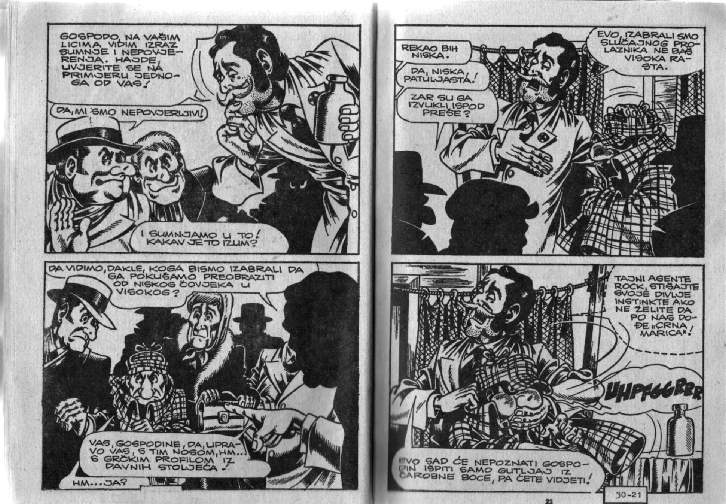 GOSPODO, NA VAŠIM
LICIMA VIDIM IZRAZ
SUMNJE I NEPOVJE-
RENJA. HAJDE,
UVJERITE SE NA
PRIMJERU JEDNO-
GA OD VAS!
DA, MI SMO NEPOVJERLJIVI!
I SUMNJAMO U TO!
KAKAV JE TO IZUM?
DA VIDIMO, DAKLE, KOGA BISMO IZABRALI DA
GA POKUŠAMO PREOBRAZITI
OD NISKOG ČOVJEKA U
VISOKOG?
VAS, GOSPODINE, DA, UPRA-
VO VAS, S TIM NOSOM, HM...
S GRČKIM PROFILOM IZ
DAVNIH STOLJEĆA!
HM...JA?
EVO, IZABRALI SMO
SLUČAJNOG PRO-
LAZNIKA NE BAŠ
VISOKA RA-
STA.
REKAO BIH
NISKA.
DA, NISKA
PATULJASTA!
ZAR SU GA
IZVUKLI ISPOD
PREŠE?
TAJNI AGENTE
ROCK, STIŠAJTE
SVOJE DIVLJE
INSTINKTE AKO
NE ŽELITE DA
PO NAS DO-
ĐE „CRNA
MARICA"!
UHPFGGRRR
EVO SAD ĆE NEPOZNATI GOSPO-
DIN ISPITI SAMO GUTLJAJ IZ
ČAROBNE BOCE, PA ĆETE VIDJETI!
21
30-21